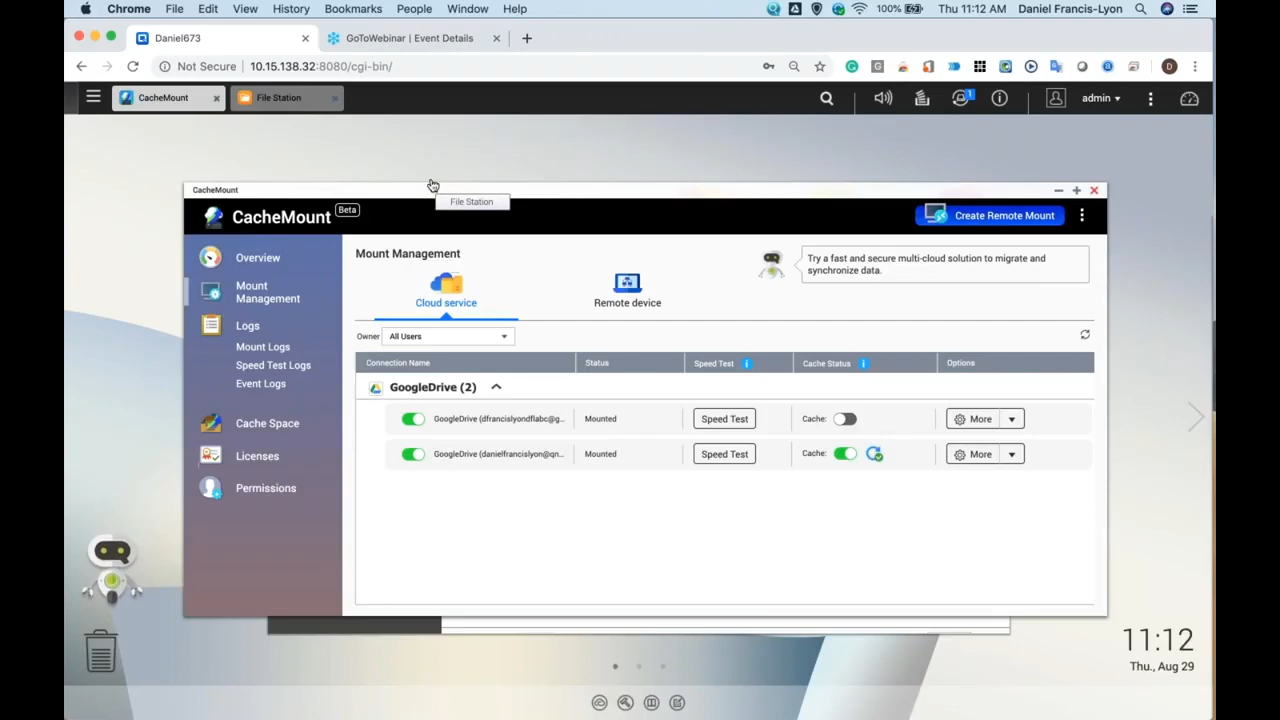 Chrome File Edit View History Bookmarks People Window Help 100% Thu 11:12 AM Daniel Francis-Lyon
Daniel673 GoToWebinar | Event Details
Not Secure | 10.15.138.32:8080/cgi-bin/ D
CacheMount File Station 1 admin
CacheMount
File Station
CacheMount Beta Create Remote Mount
Overview
Mount
Management
Logs
Mount Logs
Speed Test Logs
Event Logs
Cache Space
Licenses
Permissions
Mount Management
Try a fast and secure multi-cloud solution to migrate and
synchronize data.
Cloud service Remote device
Owner All Users
Connection Name Status Speed Test i Cache Status i Options
GoogleDrive (2)
GoogleDrive (dfrancislyondflabc@g... Mounted Speed Test Cache: More
GoogleDrive (danielfrancislyon@qn... Mounted Speed Test Cache: More
11:12
Thu., Aug 29